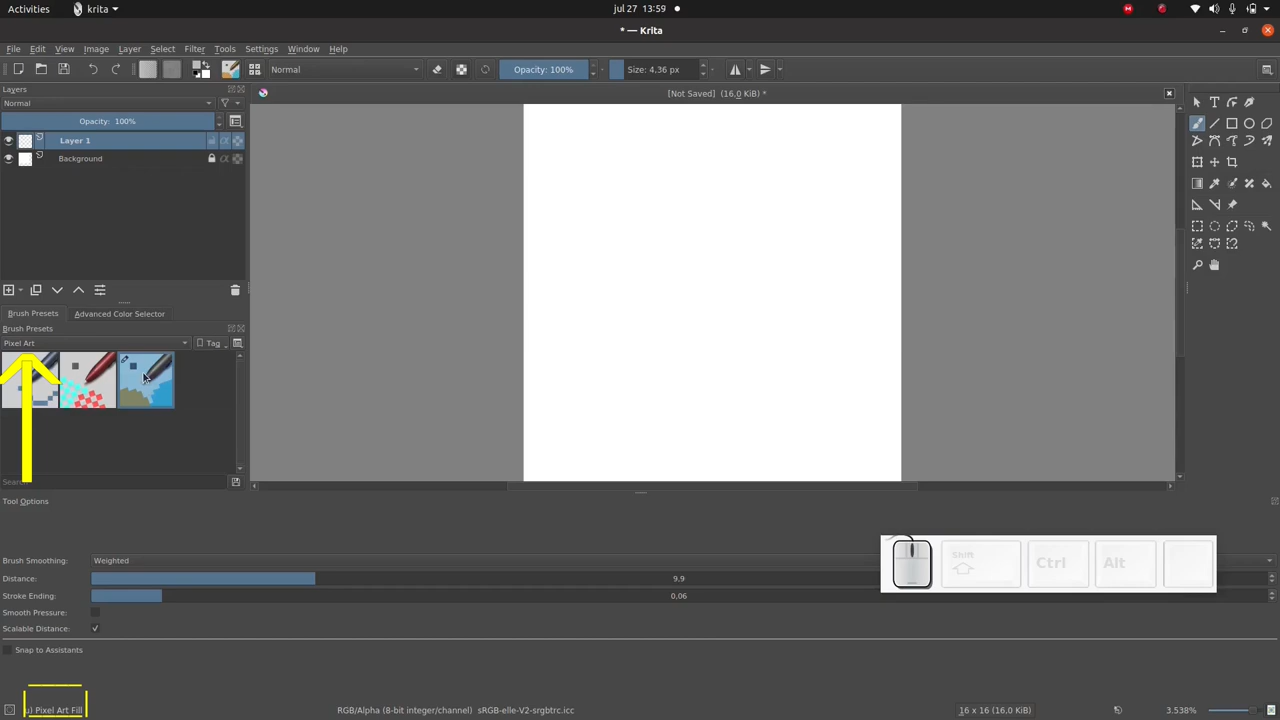 Activities krita jul 27 13:59
* — Krita
File Edit View Image Layer Select Filter Tools Settings Window Help
Normal Opacity: 100% Size: 4,36 px
Layers
[Not Saved] (16,0 KiB) *
Normal
Opacity: 100%
Layer 1
Background
Brush Presets Advanced Color Selector
Brush Presets
Pixel Art Tag
Search
Tool Options
Brush Smoothing: Weighted
Shift Ctrl Alt
Distance: 9,9
Stroke Ending: 0,06
Smooth Pressure:
Scalable Distance:
Snap to Assistants
u) Pixel Art Fill RGB/Alpha (8-bit integer/channel) sRGB-elle-V2-srgbtrc.icc 16 x 16 (16,0 KiB) 3.538%